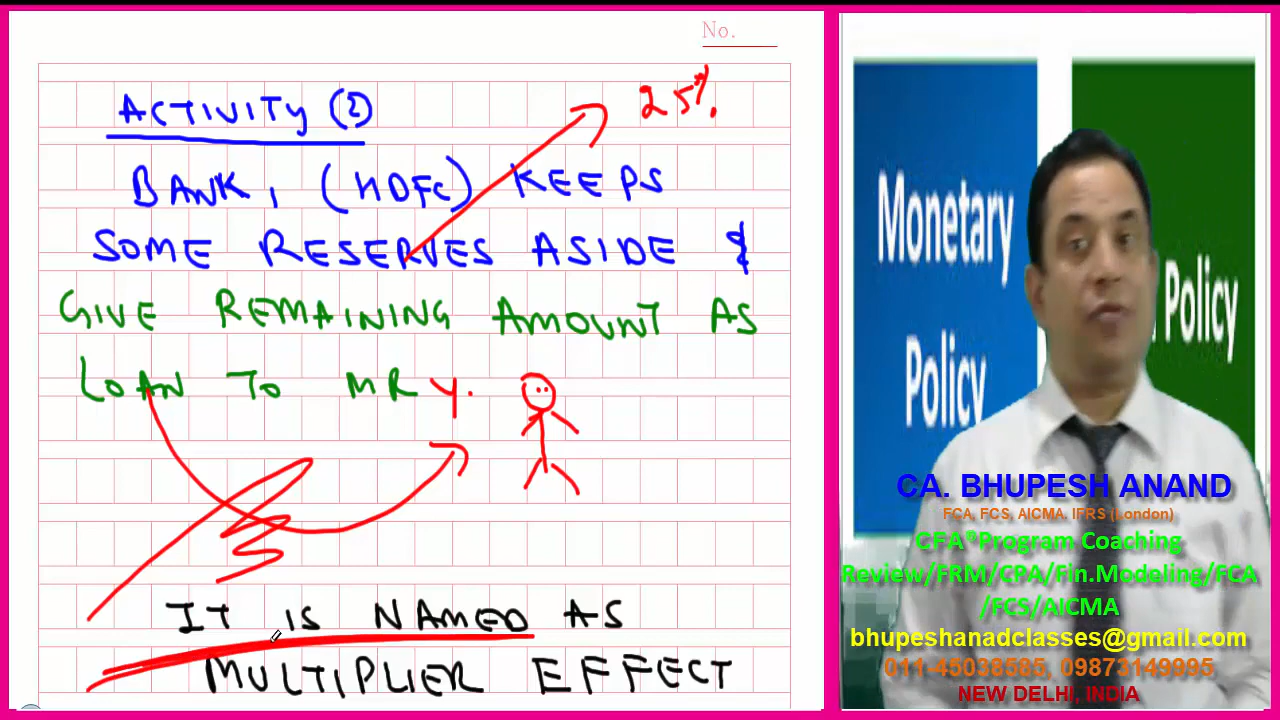 No.
ACTIVITY (2)
25%.
BANK, (HDFC) KEEPS
SOME RESERVES ASIDE &
GIVE REMAINING AMOUNT AS
LOAN TO MR Y.
IT IS NAMED AS
MULTIPLIER EFFECT
Monetary
Policy
Policy
CA. BHUPESH ANAND
FCA, FCS, AICMA. IFRS (London)
CFA®Program Coaching
Review/FRM/CPA/Fin.Modeling/FCA
/FCS/AICMA
bhupeshanadclasses@gmail.com
011-45038585, 09873149995
NEW DELHI, INDIA